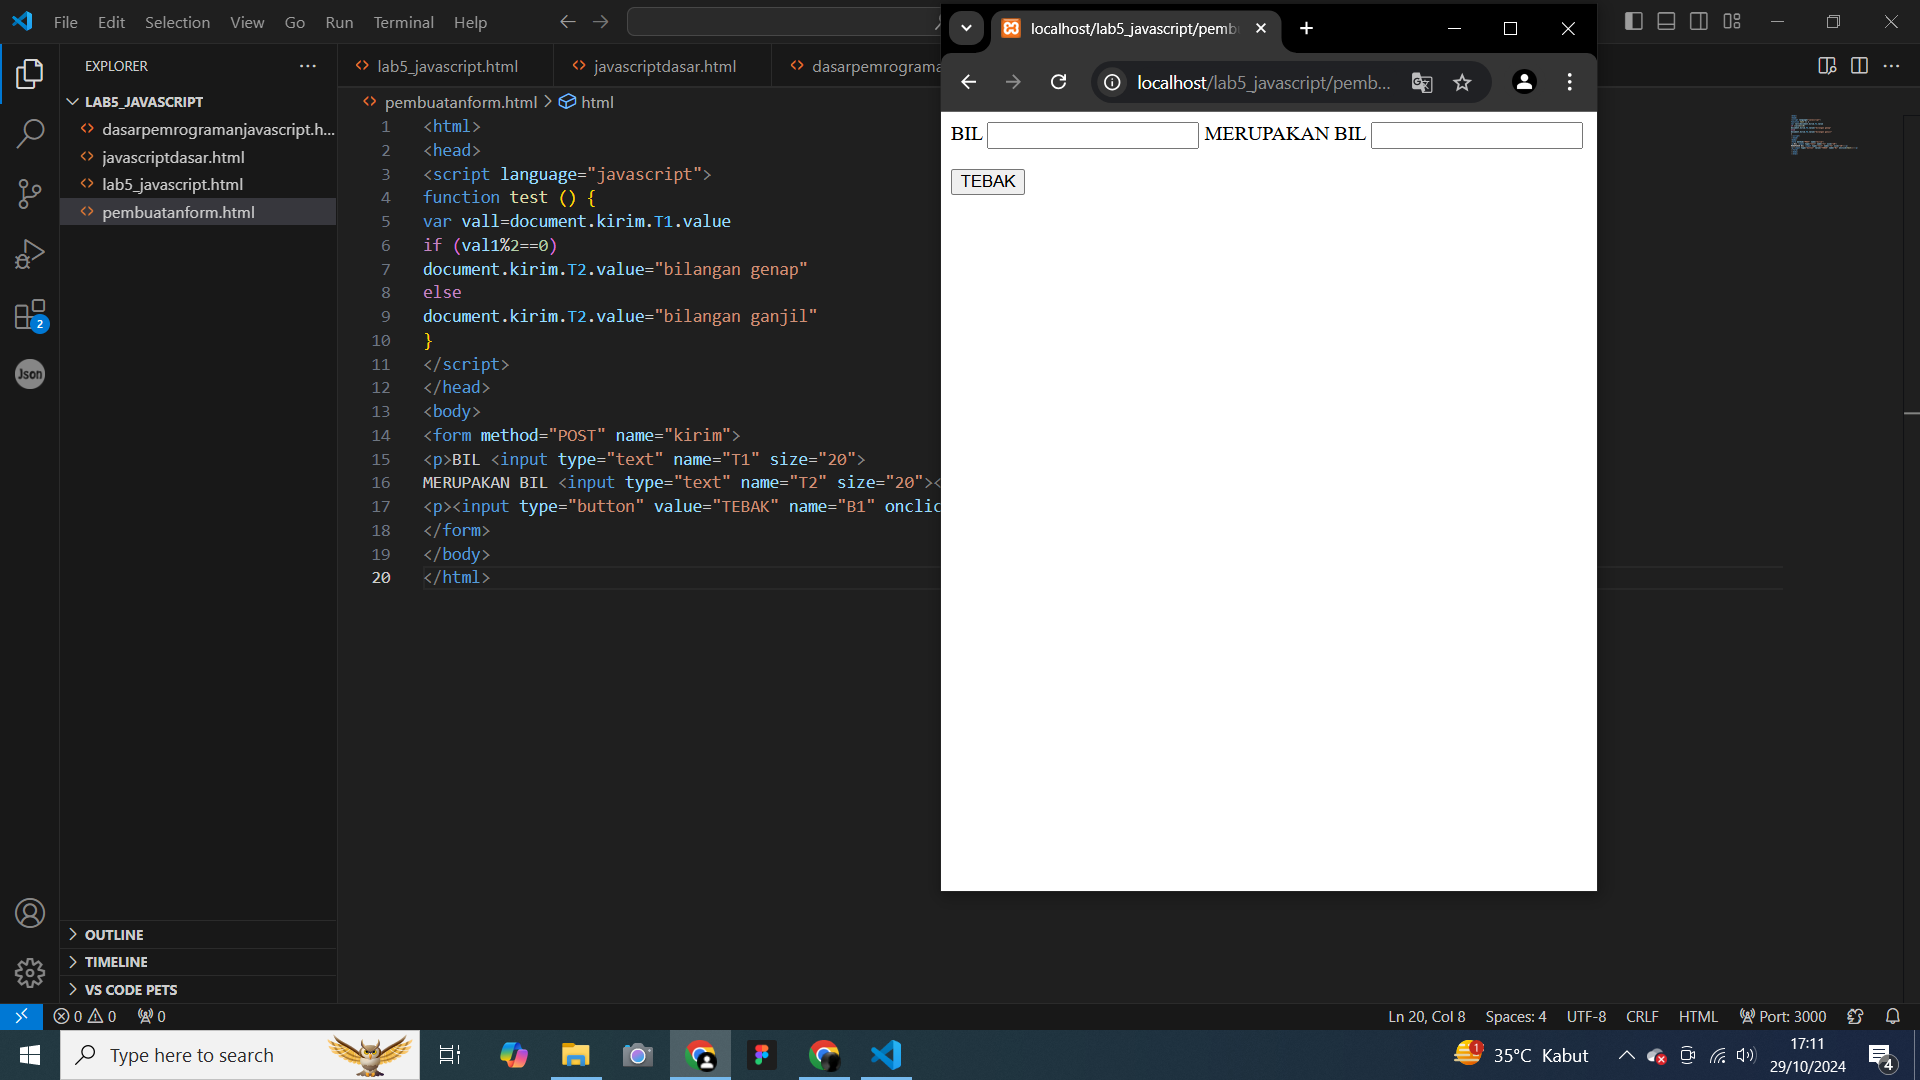 File Edit Selection View Go Run Terminal Help
EXPLORER
LAB5_JAVASCRIPT
dasarpemrogramanjavascript.h...
javascriptdasar.html
lab5_javascript.html
pembuatanform.html
OUTLINE
TIMELINE
VS CODE PETS
2
Json
lab5_javascript.html
javascriptdasar.html
dasarpemrograma
pembuatanform.html > html
1 <html>
2 <head>
3 <script language="javascript">
4 function test () {
5 var vall=document.kirim.T1.value
6 if (val1%2==0)
7 document.kirim.T2.value="bilangan genap"
8 else
9 document.kirim.T2.value="bilangan ganjil"
10 }
11 </script>
12 </head>
13 <body>
14 <form method="POST" name="kirim">
15 <p>BIL <input type="text" name="T1" size="20">
16 MERUPAKAN BIL <input type="text" name="T2" size="20"><
17 <p><input type="button" value="TEBAK" name="B1" onclic
18 </form>
19 </body>
20 </html>
localhost/lab5_javascript/pemb
localhost/lab5_javascript/pemb...
BIL MERUPAKAN BIL
TEBAK
0 0 0
Ln 20, Col 8 Spaces: 4 UTF-8 CRLF HTML Port: 3000
Type here to search
1
35°C Kabut
17:11
29/10/2024
4